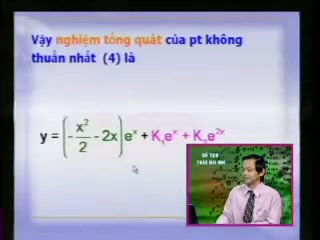 Vậy nghiệm tổng quát của pt không
thuần nhất (4) là
y = (-x²/2 - 2x)eˣ + K₁eˣ + K₂e²ˣ